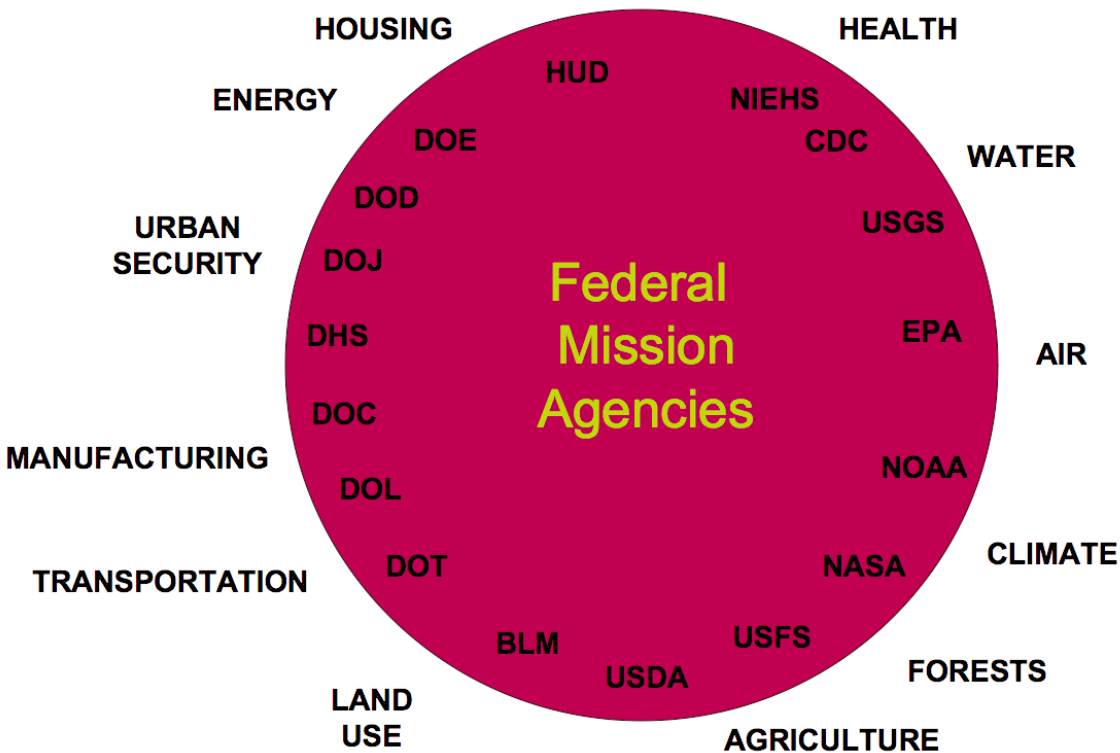 HOUSING
HEALTH
HUD
ENERGY
NIEHS
DOE
CDC
WATER
DOD
USGS
URBAN
SECURITY
DOJ
Federal
Mission
Agencies
DHS
EPA
AIR
DOC
MANUFACTURING
NOAA
DOL
TRANSPORTATION
DOT
NASA
CLIMATE
BLM
USFS
USDA
FORESTS
LAND
USE
AGRICULTURE